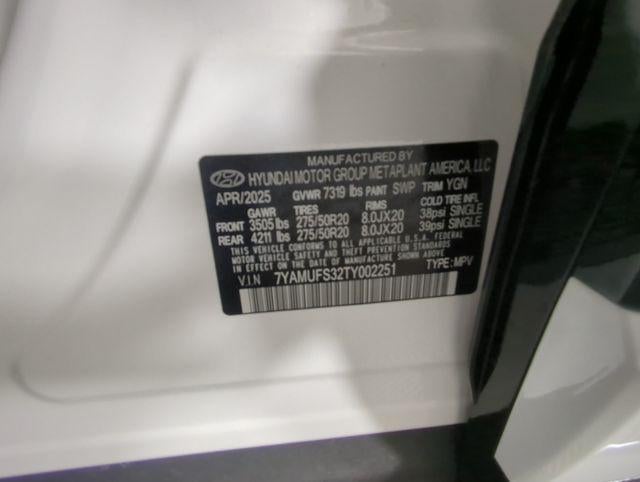 MANUFACTURED BY
HYUNDAI MOTOR GROUP METAPLANT AMERICA, LLC
APR/2025 GVWR 7319 lbs PAINT SWP TRIM YGN
GAWR TIRES RIMS COLD TIRE INFL.
FRONT 3505 lbs 275/50R20 8.0JX20 38psi SINGLE
REAR 4211 lbs 275/50R20 8.0JX20 39psi SINGLE
THIS VEHICLE CONFORMS TO ALL APPLICABLE U.S.A. FEDERAL
MOTOR VEHICLE SAFETY STANDARDS IN EFFECT ON
THE DATE OF MANUFACTURE SHOWN ABOVE.
V.I.N 7YAMUFS32TY002251 TYPE:MPV